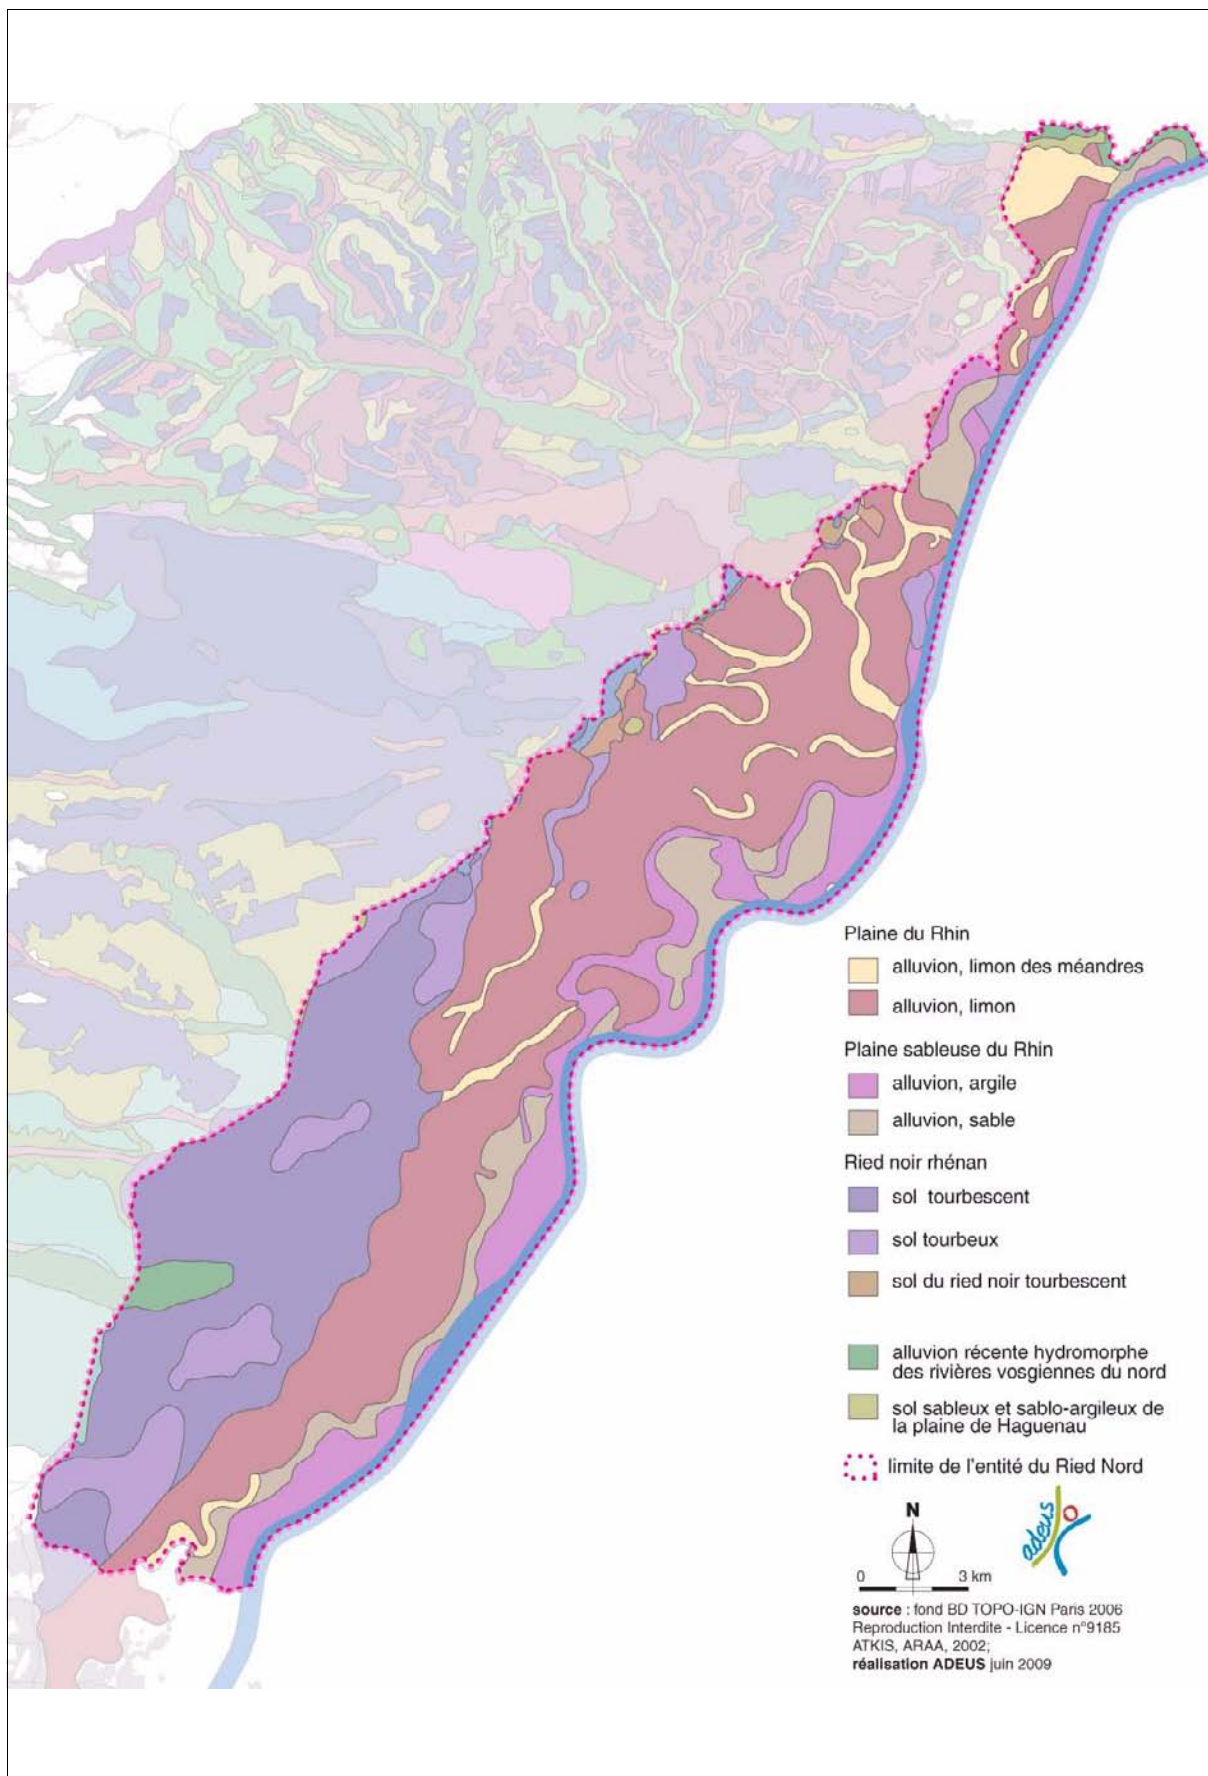 Plaine du Rhin
alluvion, limon des méandres
alluvion, limon
Plaine sableuse du Rhin
alluvion, argile
alluvion, sable
Ried noir rhénan
sol tourbescent
sol tourbeux
sol du ried noir tourbescent
alluvion récente hydromorphe
des rivières vosgiennes du nord
sol sableux et sablo-argileux de
la plaine de Haguenau
limite de l'entité du Ried Nord
N
adeus
0 3 km
source : fond BD TOPO-IGN Paris 2006
Reproduction Interdite - Licence n°9185
ATKIS, ARAA, 2002;
réalisation ADEUS juin 2009